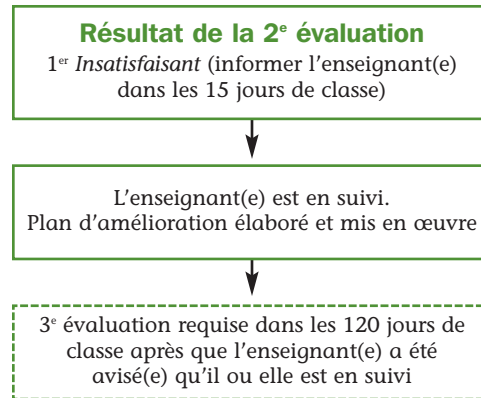 Résultat de la 2e évaluation
1er Insatisfaisant (informer l’enseignant(e)
dans les 15 jours de classe)
L’enseignant(e) est en suivi.
Plan d’amélioration élaboré et mis en œuvre
3e évaluation requise dans les 120 jours de
classe après que l’enseignant(e) a été
avisé(e) qu’il ou elle est en suivi